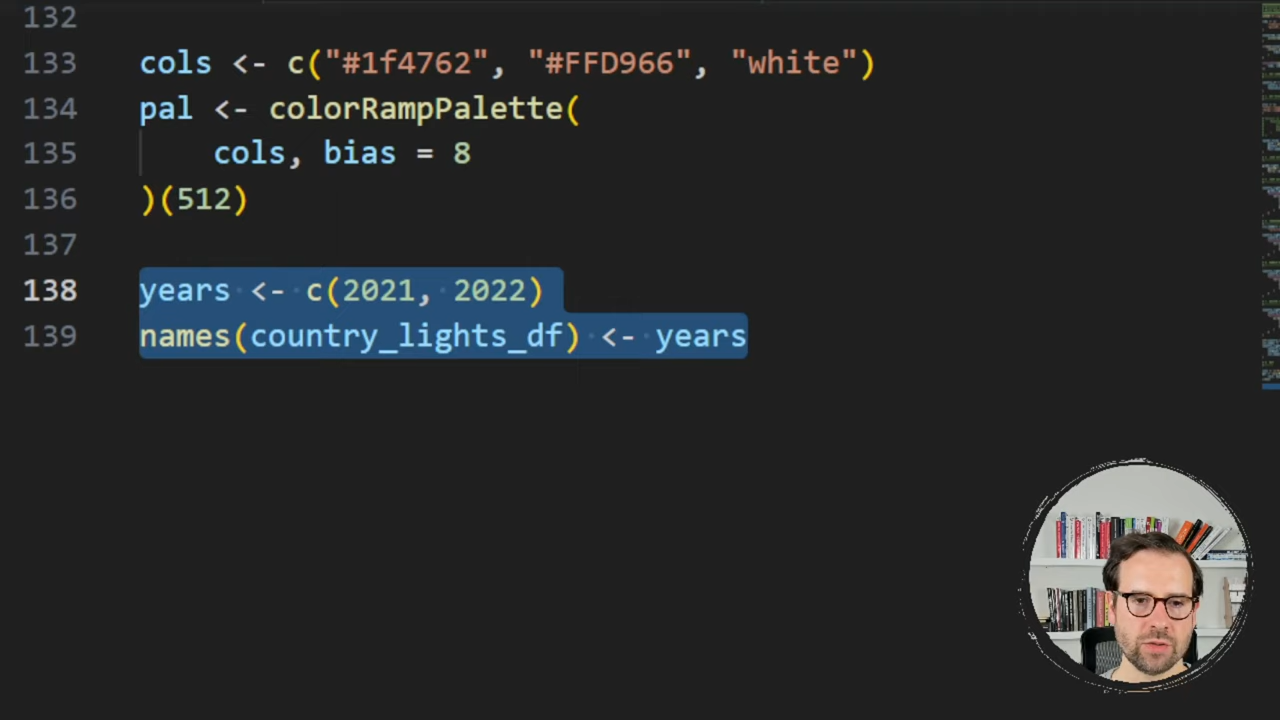 132
133 cols <- c("#1f4762", "#FFD966", "white")
134 pal <- colorRampPalette(
135     cols, bias = 8
136 )(512)
137
138 years <- c(2021, 2022)
139 names(country_lights_df) <- years